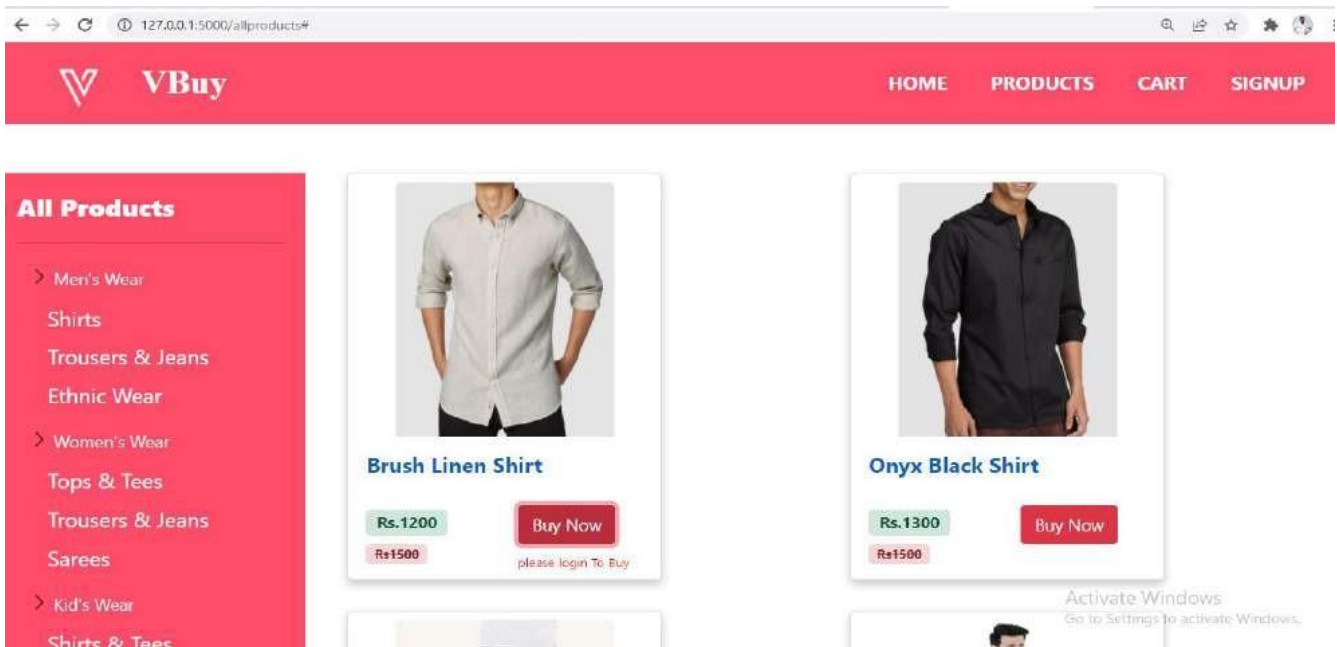 127.0.0.1:5000/allproducts#
VBuy
HOME PRODUCTS CART SIGNUP
All Products
Men's Wear
Shirts
Trousers & Jeans
Ethnic Wear
Women's Wear
Tops & Tees
Trousers & Jeans
Sarees
Kid's Wear
Shirts & Tees
Brush Linen Shirt
Rs.1200
Buy Now
Rs1500
please login To Buy
Onyx Black Shirt
Rs.1300
Buy Now
Rs1500
Activate Windows
Go to Settings to activate Windows.